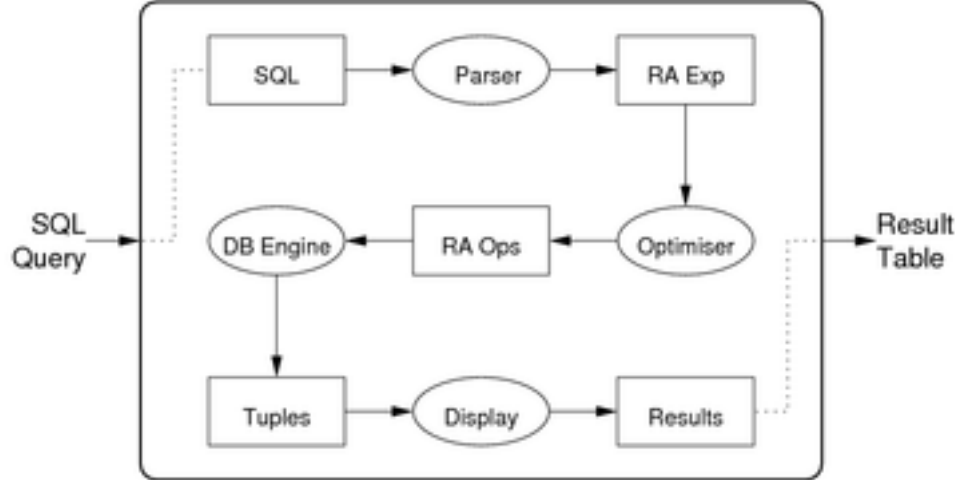 SQL
Parser
RA Exp
SQL
Query
DB Engine
RA Ops
Optimiser
Result
Table
Tuples
Display
Results